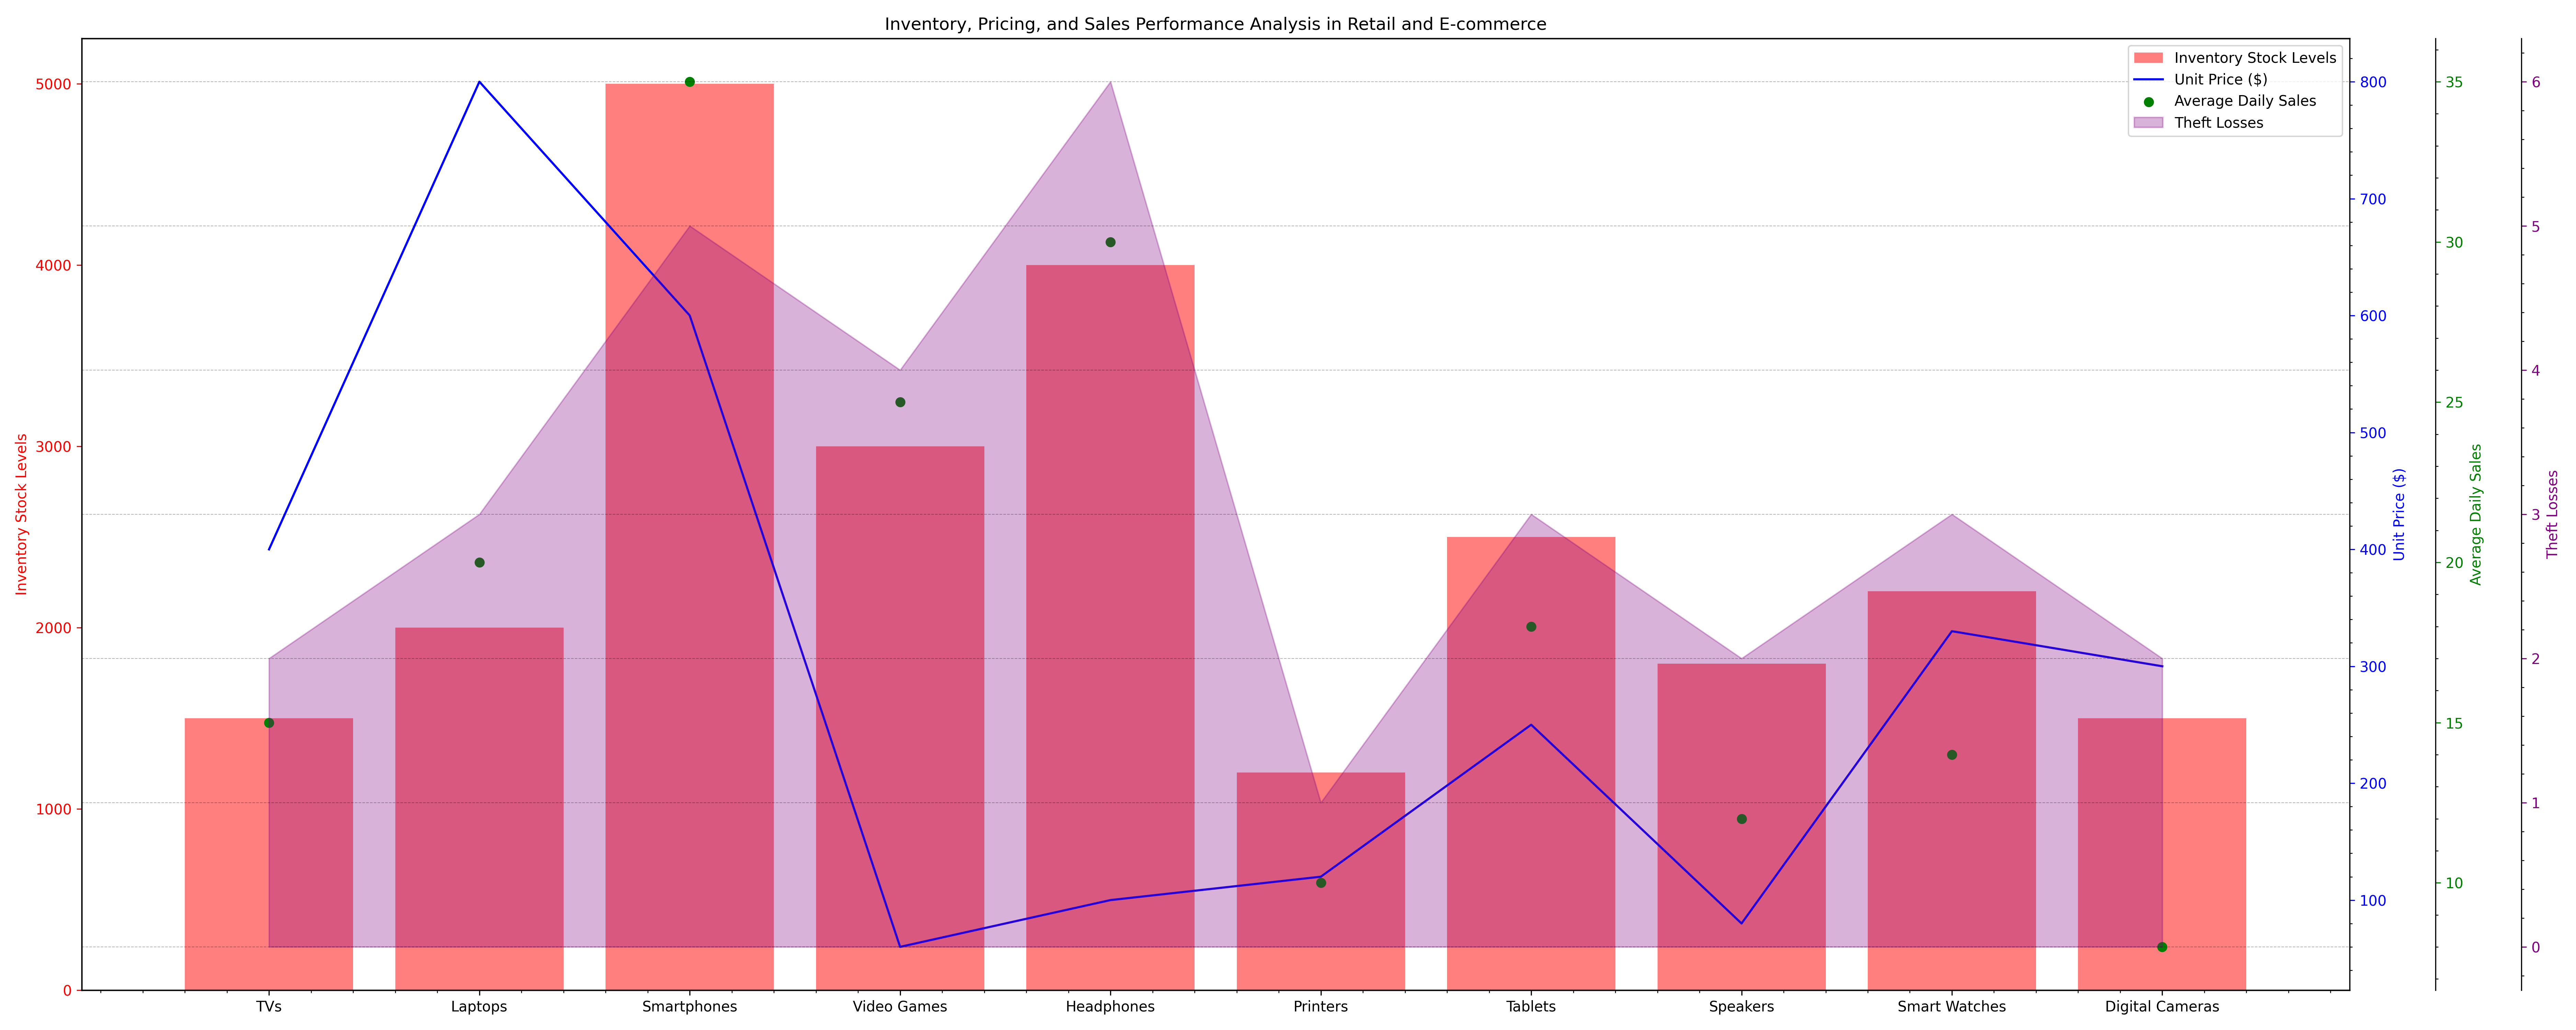 Inventory, Pricing, and Sales Performance Analysis in Retail and E-commerce
Inventory Stock Levels
Unit Price ($)
Average Daily Sales
Theft Losses
5000
4000
3000
2000
1000
0
Inventory Stock Levels
800
700
600
500
400
300
200
100
Unit Price ($)
35
30
25
20
15
10
Average Daily Sales
6
5
4
3
2
1
0
Theft Losses
TVs Laptops Smartphones Video Games Headphones Printers Tablets Speakers Smart Watches Digital Cameras